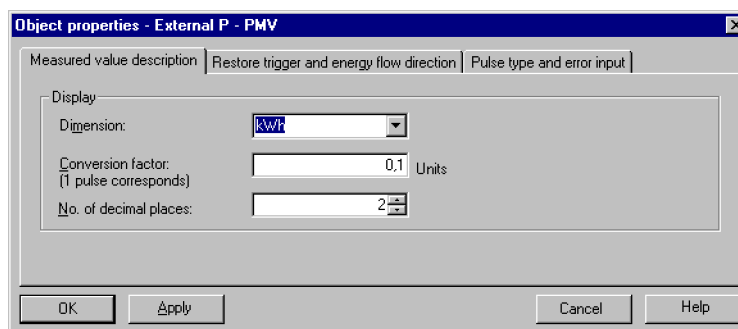 Object properties - External P - PMV
Measured value description Restore trigger and energy flow direction Pulse type and error input
Display
Dimension: kWh
Conversion factor: 0,1 Units
(1 pulse corresponds)
No. of decimal places: 2
OK Apply Cancel Help